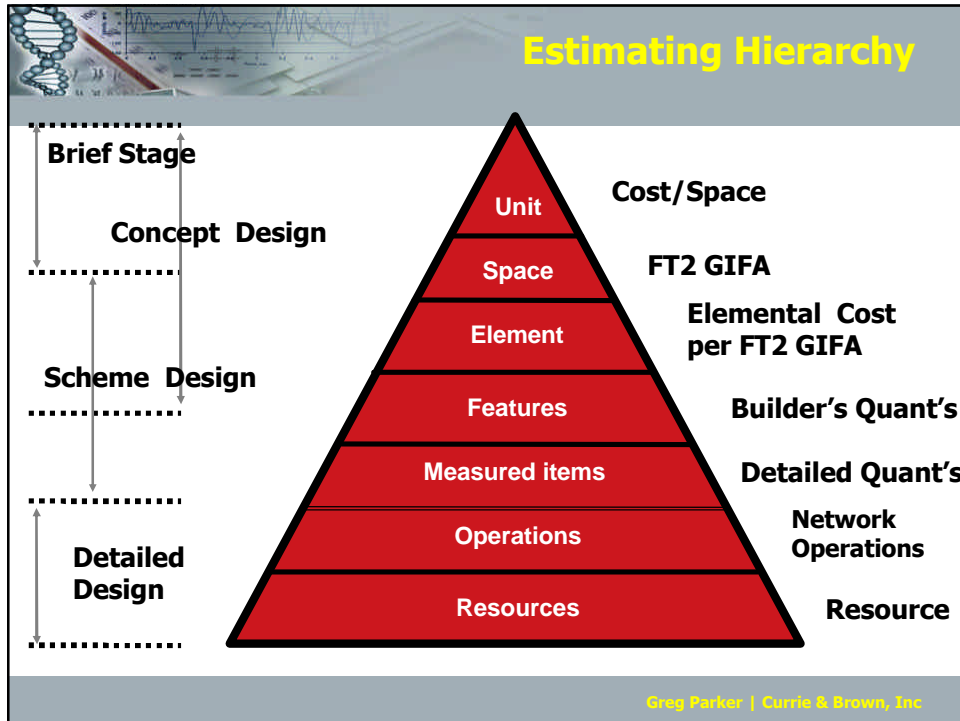 Estimating Hierarchy
Brief Stage
Concept Design
Scheme Design
Detailed
Design
Unit
Space
Element
Features
Measured items
Operations
Resources
Cost/Space
FT2 GIFA
Elemental Cost
per FT2 GIFA
Builder's Quant's
Detailed Quant's
Network
Operations
Resource
Greg Parker | Currie & Brown, Inc